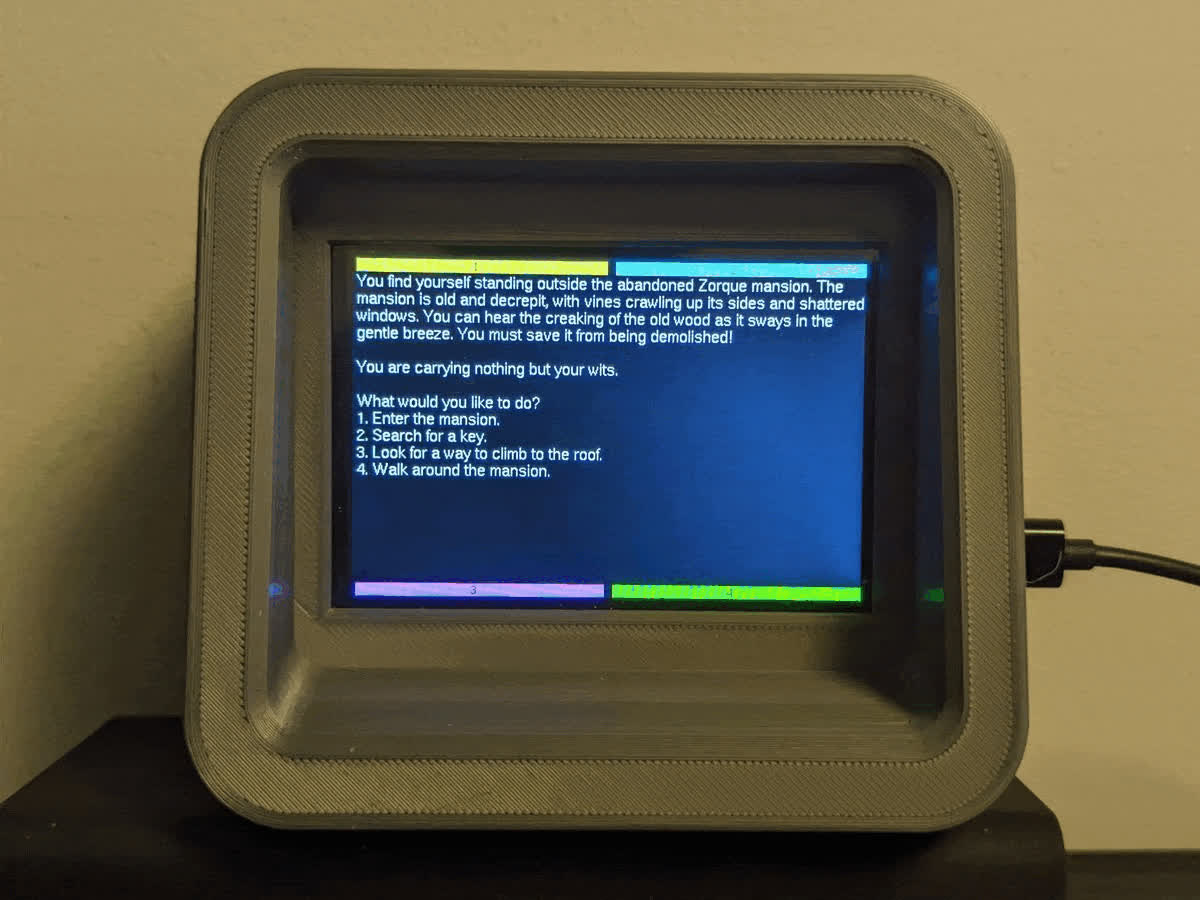 1
You find yourself standing outside the abandoned Zorque mansion. The
mansion is old and decrepit, with vines crawling up its sides and shattered
windows. You can hear the creaking of the old wood as it sways in the
gentle breeze. You must save it from being demolished!
You are carrying nothing but your wits.
What would you like to do?
1. Enter the mansion.
2. Search for a key.
3. Look for a way to climb to the roof.
4. Walk around the mansion.
3 4